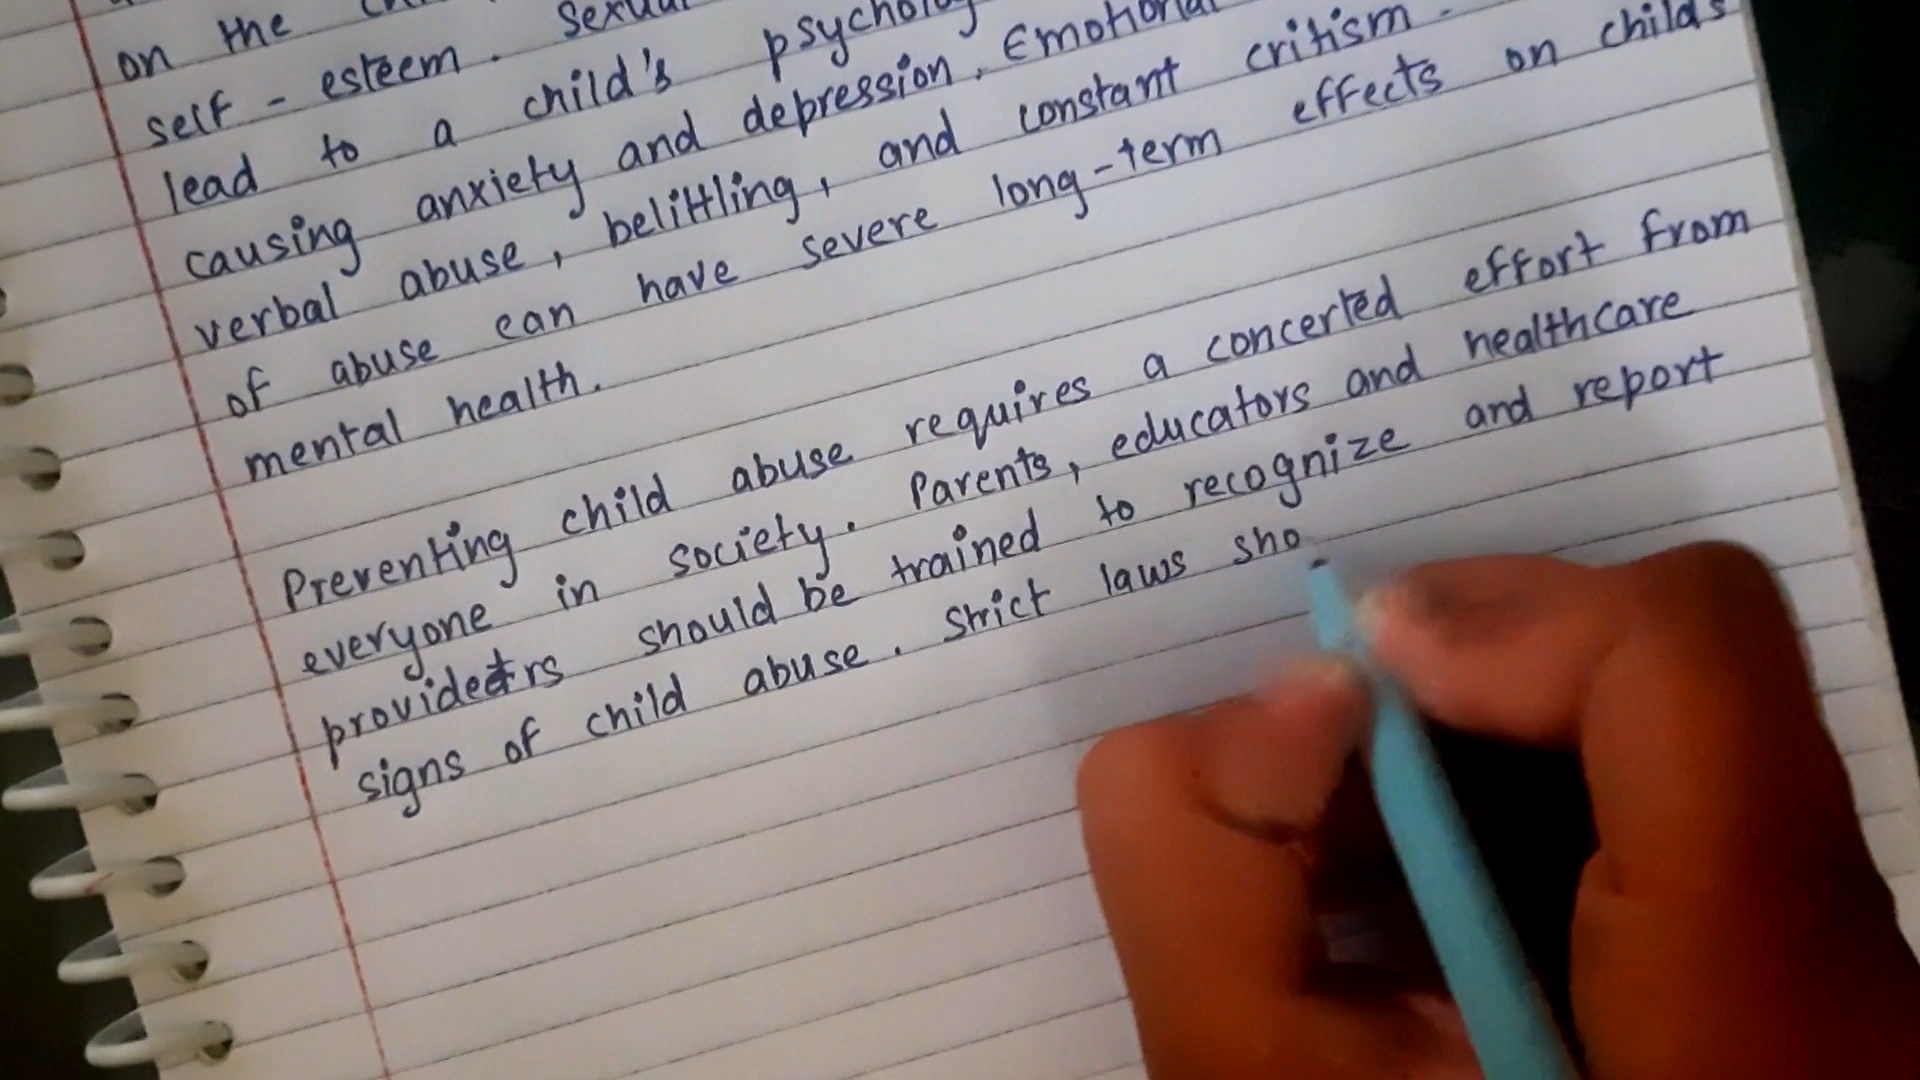 on the
self - esteem. Sexual
lead to a child's
causing anxiety and depression. Emotional
verbal abuse, belittling, and constant critism.
of abuse can have severe long-term effects on child's
mental health.
Preventing child abuse requires a concerted effort from
everyone in society. Parents, educators and healthcare
providers should be trained to recognize and report
signs of child abuse. Strict laws sho